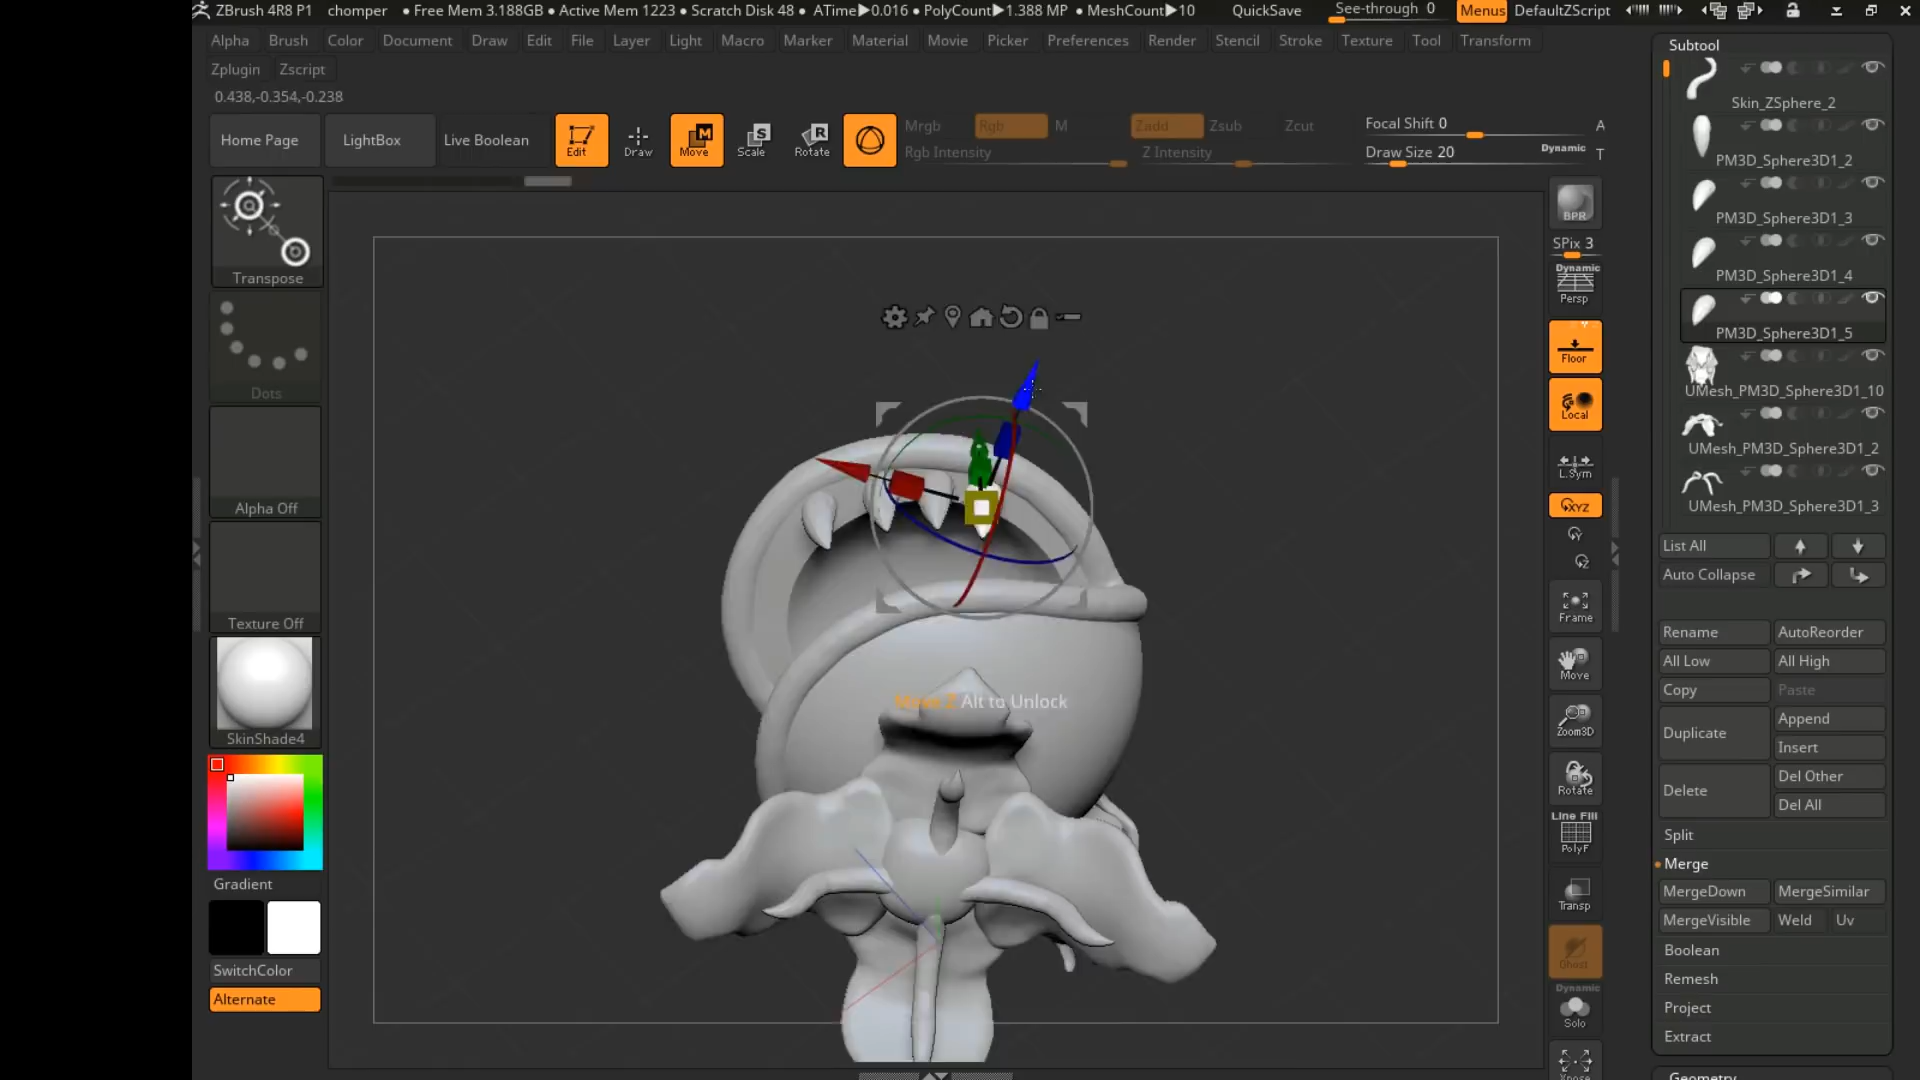 ZBrush 4R8 P1 chomper • Free Mem 3.188GB • Active Mem 1223 • Scratch Disk 48 • ATime▶0.016 • PolyCount▶1.388 MP • MeshCount▶10 QuickSave See-through 0 Menus DefaultZScript
Alpha Brush Color Document Draw Edit File Layer Light Macro Marker Material Movie Picker Preferences Render Stencil Stroke Texture Tool Transform
Zplugin Zscript
0.438,-0.354,-0.238
Home Page LightBox Live Boolean Edit Draw Move Scale Rotate
Mrgb Rgb M Zadd Zsub Zcut
Rgb Intensity Z Intensity
Focal Shift 0 A
Draw Size 20 Dynamic T
Transpose
Dots
Alpha Off
Texture Off
SkinShade4
Gradient
SwitchColor
Alternate
Move Z Alt to Unlock
BPR
SPix 3
Dynamic
Persp
Floor
Local
L.Sym
XYZ
Y
Z
Frame
Move
Zoom3D
Rotate
Line Fill
PolyF
Transp
Ghost
Dynamic
Solo
Xpose
Subtool
Skin_ZSphere_2
PM3D_Sphere3D1_2
PM3D_Sphere3D1_3
PM3D_Sphere3D1_4
PM3D_Sphere3D1_5
UMesh_PM3D_Sphere3D1_10
UMesh_PM3D_Sphere3D1_2
UMesh_PM3D_Sphere3D1_3
List All
Auto Collapse
Rename AutoReorder
All Low All High
Copy Paste
Duplicate Append
Insert
Delete Del Other
Del All
Split
Merge
MergeDown MergeSimilar
MergeVisible Weld Uv
Boolean
Remesh
Project
Extract
Geometry